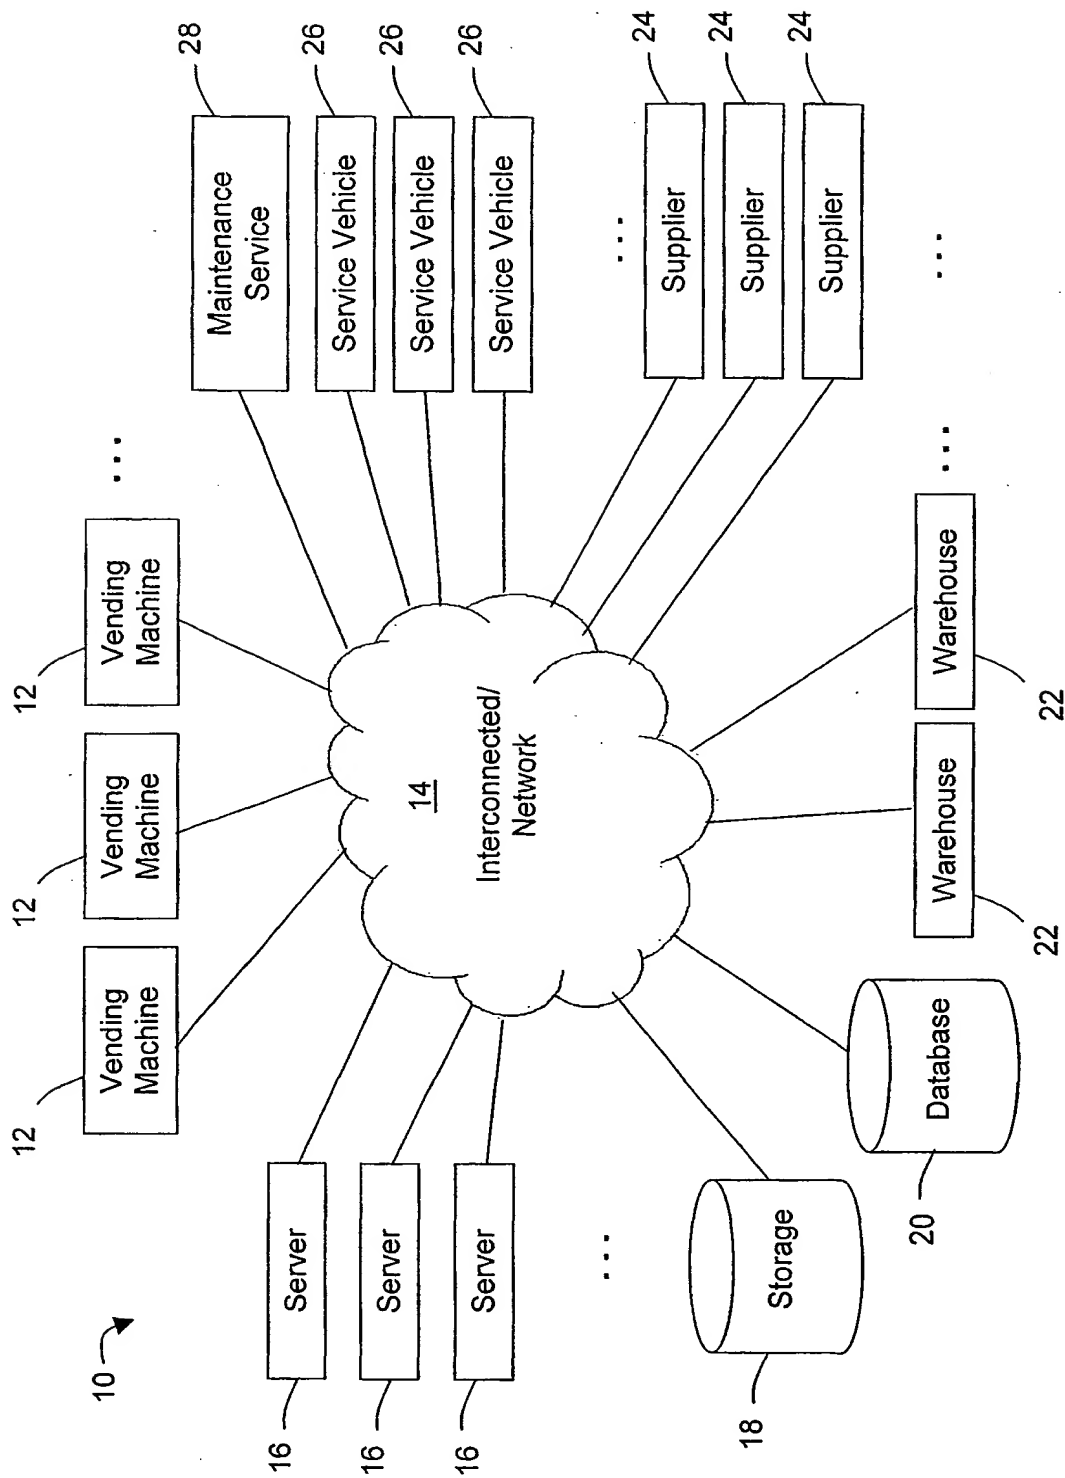 10
12
Vending
Machine
12
Vending
Machine
12
Vending
Machine
...
16
Server
16
Server
16
Server
...
14
Interconnected/
Network
28
Maintenance
Service
26
Service Vehicle
26
Service Vehicle
26
Service Vehicle
...
24
Supplier
24
Supplier
24
Supplier
...
18
Storage
20
Database
22
Warehouse
22
Warehouse
...